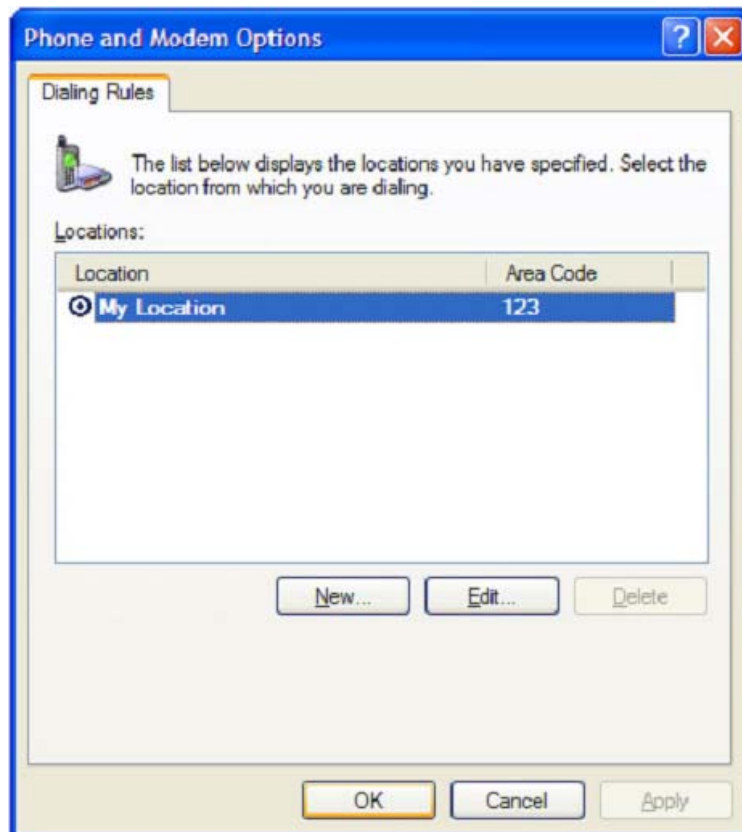 Phone and Modem Options
Dialing Rules
The list below displays the locations you have specified. Select the
location from which you are dialing.
Locations:
Location Area Code
My Location 123
New... Edit... Delete
OK Cancel Apply